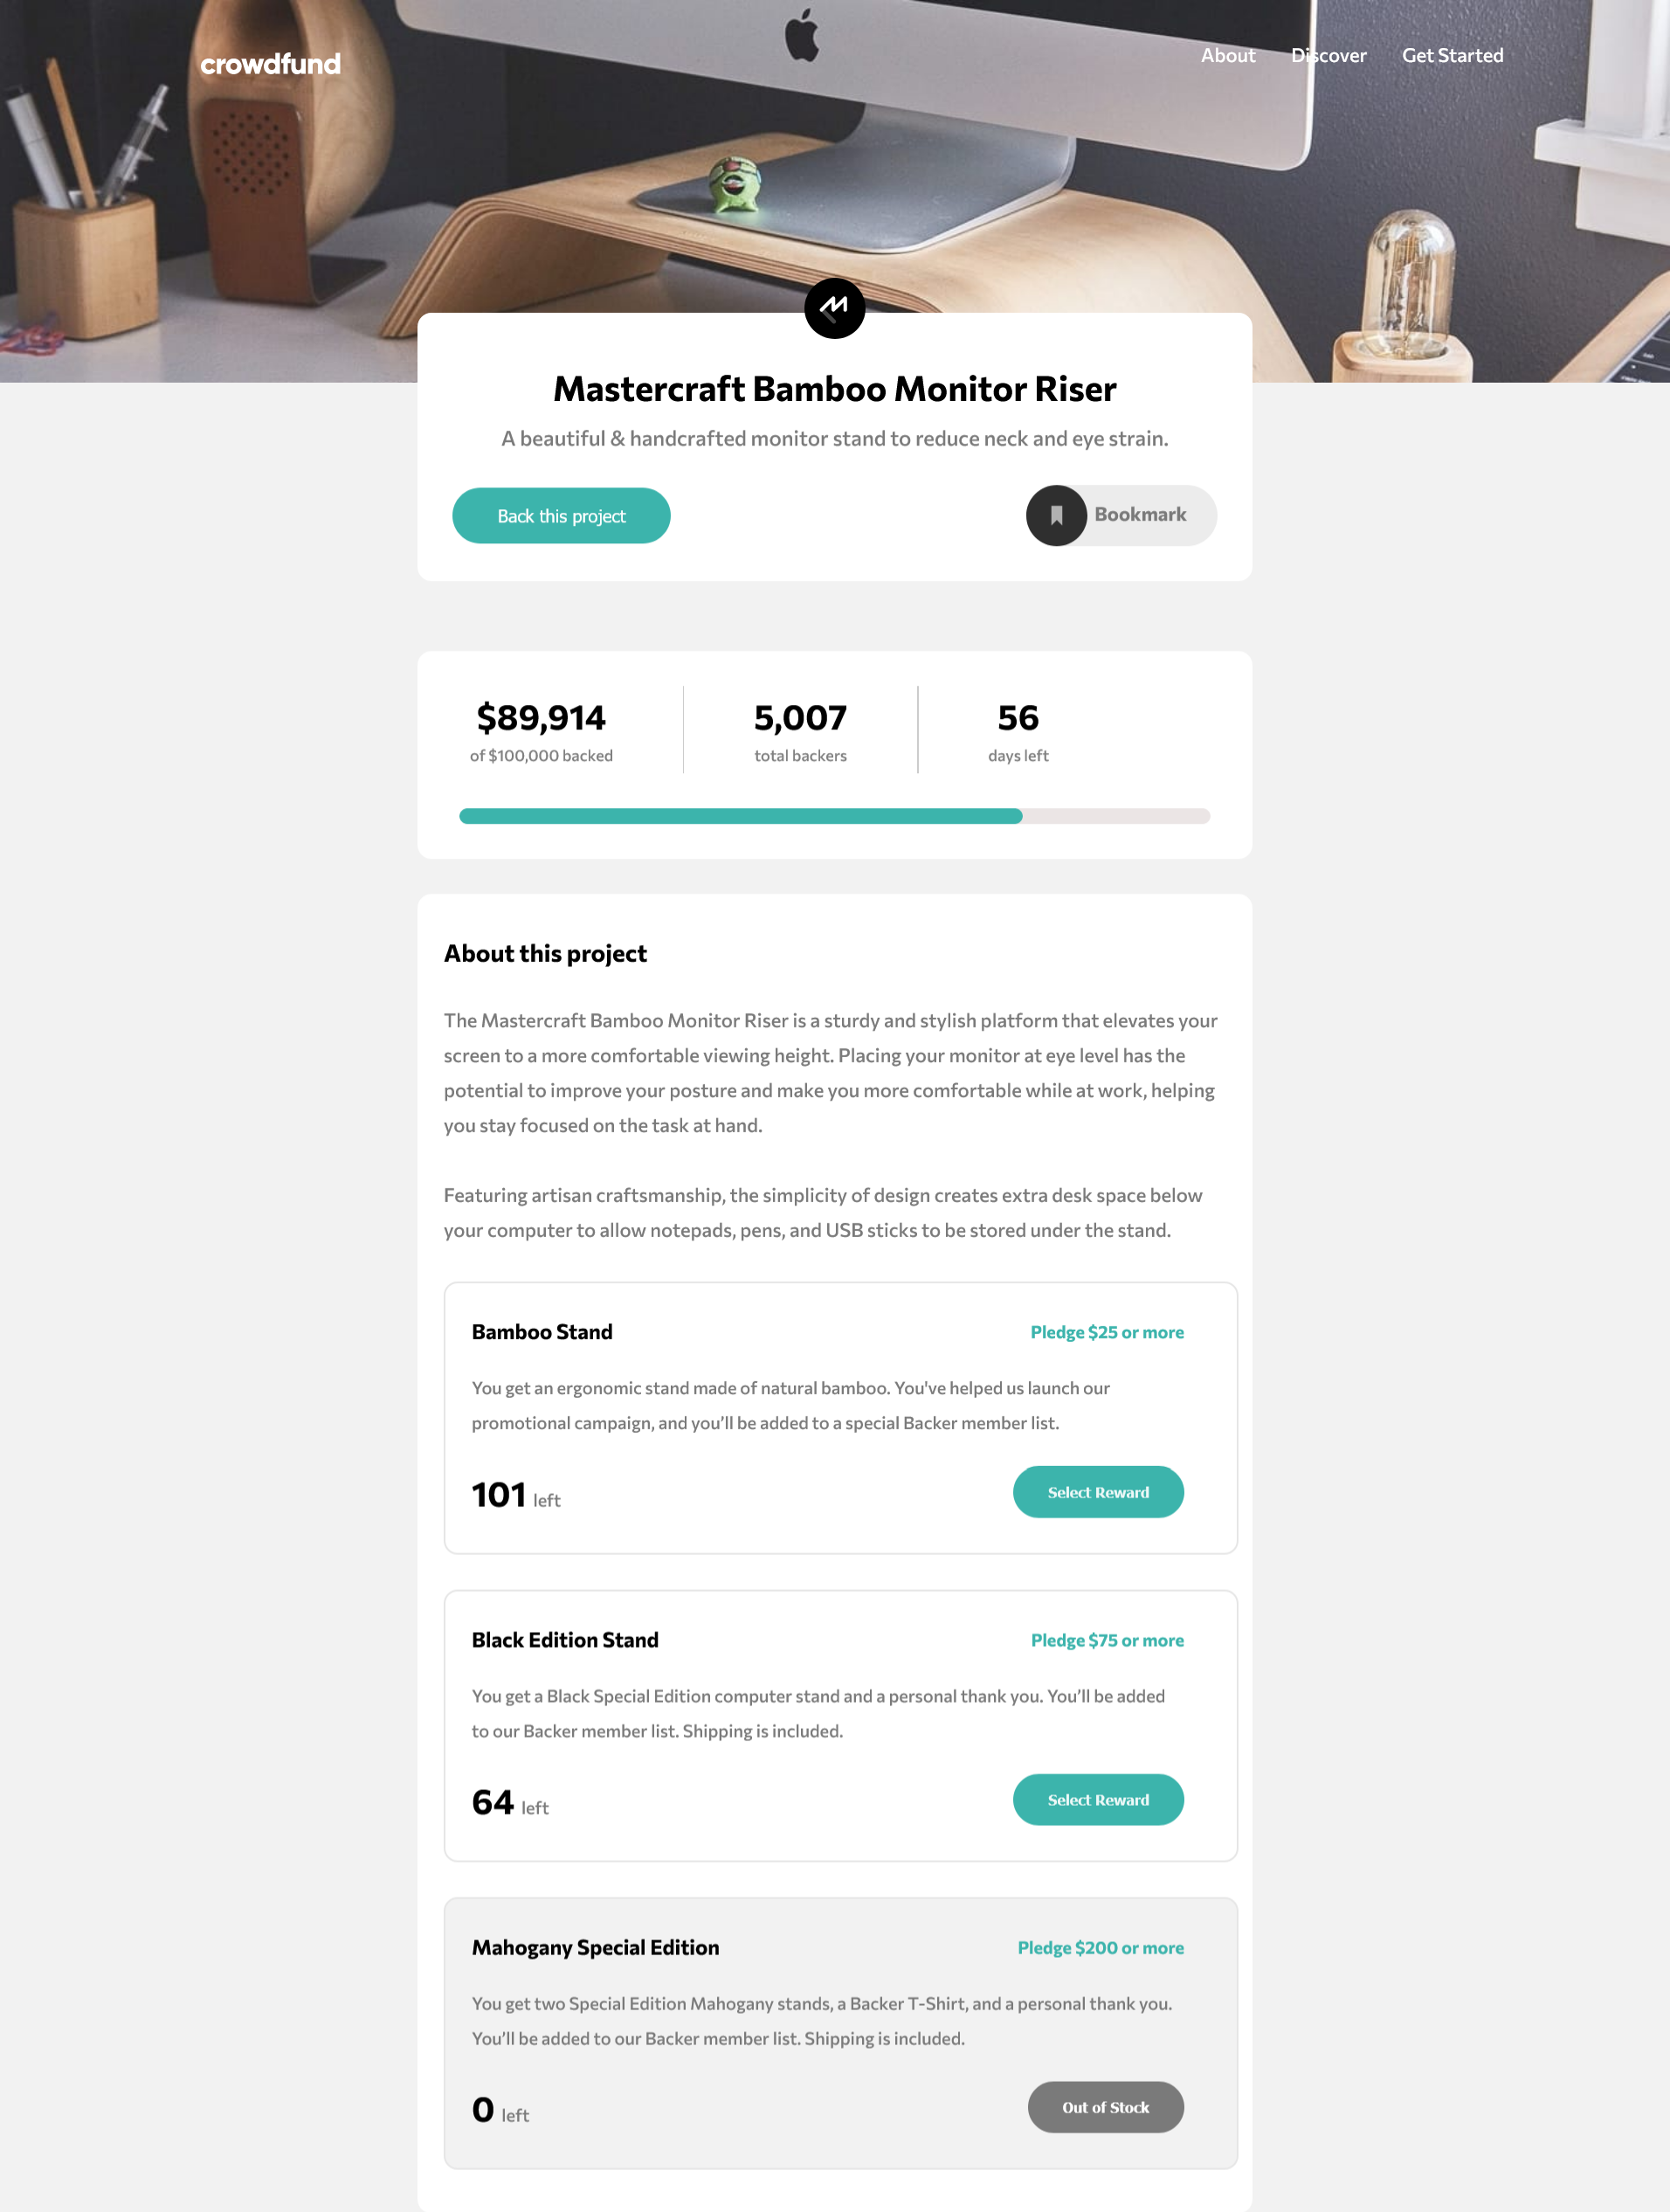 crowdfund
About Discover Get Started
Mastercraft Bamboo Monitor Riser
A beautiful & handcrafted monitor stand to reduce neck and eye strain.
Back this project
Bookmark
$89,914
of $100,000 backed
5,007
total backers
56
days left
About this project
The Mastercraft Bamboo Monitor Riser is a sturdy and stylish platform that elevates your
screen to a more comfortable viewing height. Placing your monitor at eye level has the
potential to improve your posture and make you more comfortable while at work, helping
you stay focused on the task at hand.
Featuring artisan craftsmanship, the simplicity of design creates extra desk space below
your computer to allow notepads, pens, and USB sticks to be stored under the stand.
Bamboo Stand
Pledge $25 or more
You get an ergonomic stand made of natural bamboo. You've helped us launch our
promotional campaign, and you’ll be added to a special Backer member list.
101 left
Select Reward
Black Edition Stand
Pledge $75 or more
You get a Black Special Edition computer stand and a personal thank you. You’ll be added
to our Backer member list. Shipping is included.
64 left
Select Reward
Mahogany Special Edition
Pledge $200 or more
You get two Special Edition Mahogany stands, a Backer T-Shirt, and a personal thank you.
You’ll be added to our Backer member list. Shipping is included.
0 left
Out of Stock